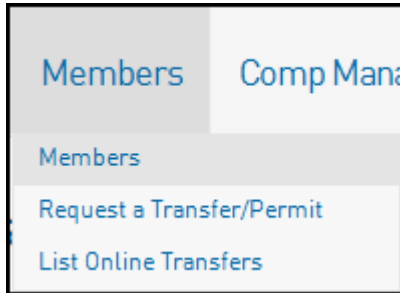 Members Comp Mana
Members
Request a Transfer/Permit
List Online Transfers